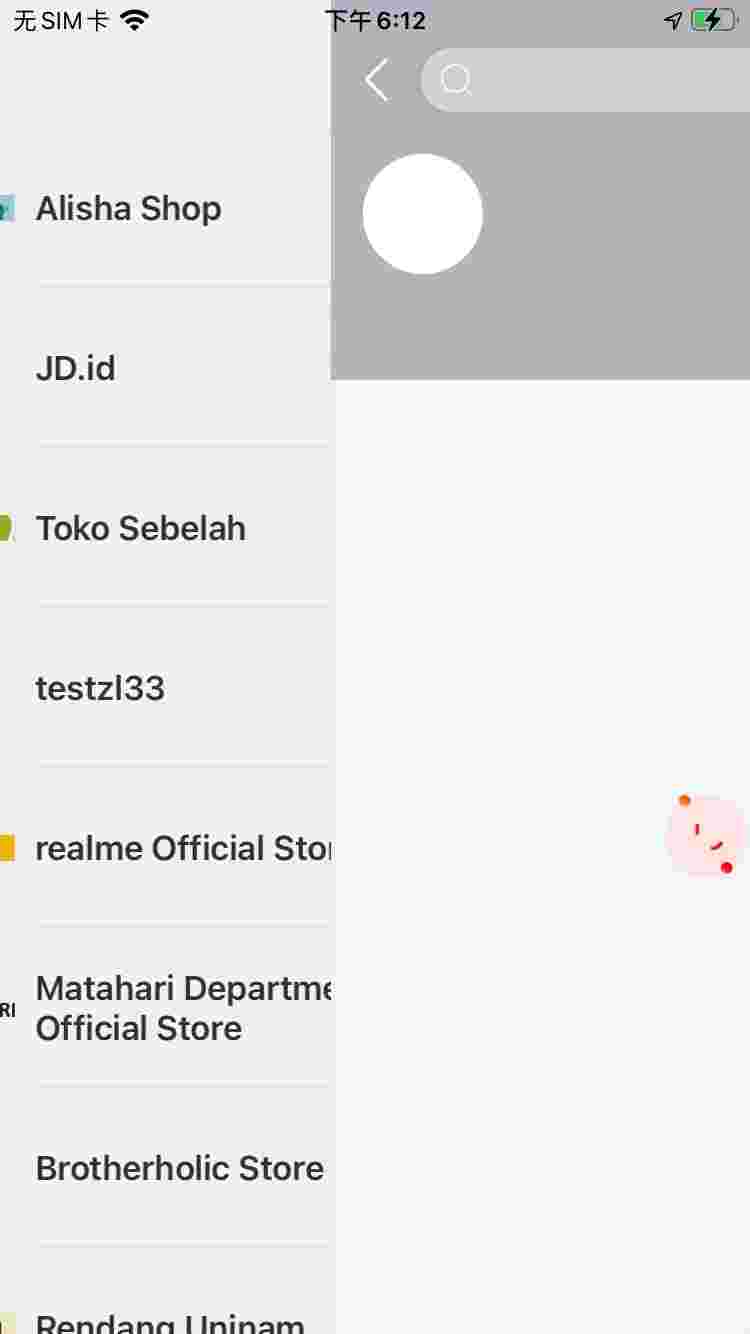 无SIM卡
下午6:12
Alisha Shop
JD.id
Toko Sebelah
testzl33
realme Official Stor
RI
Matahari Departme
Official Store
Brotherholic Store
Rendang Uninam